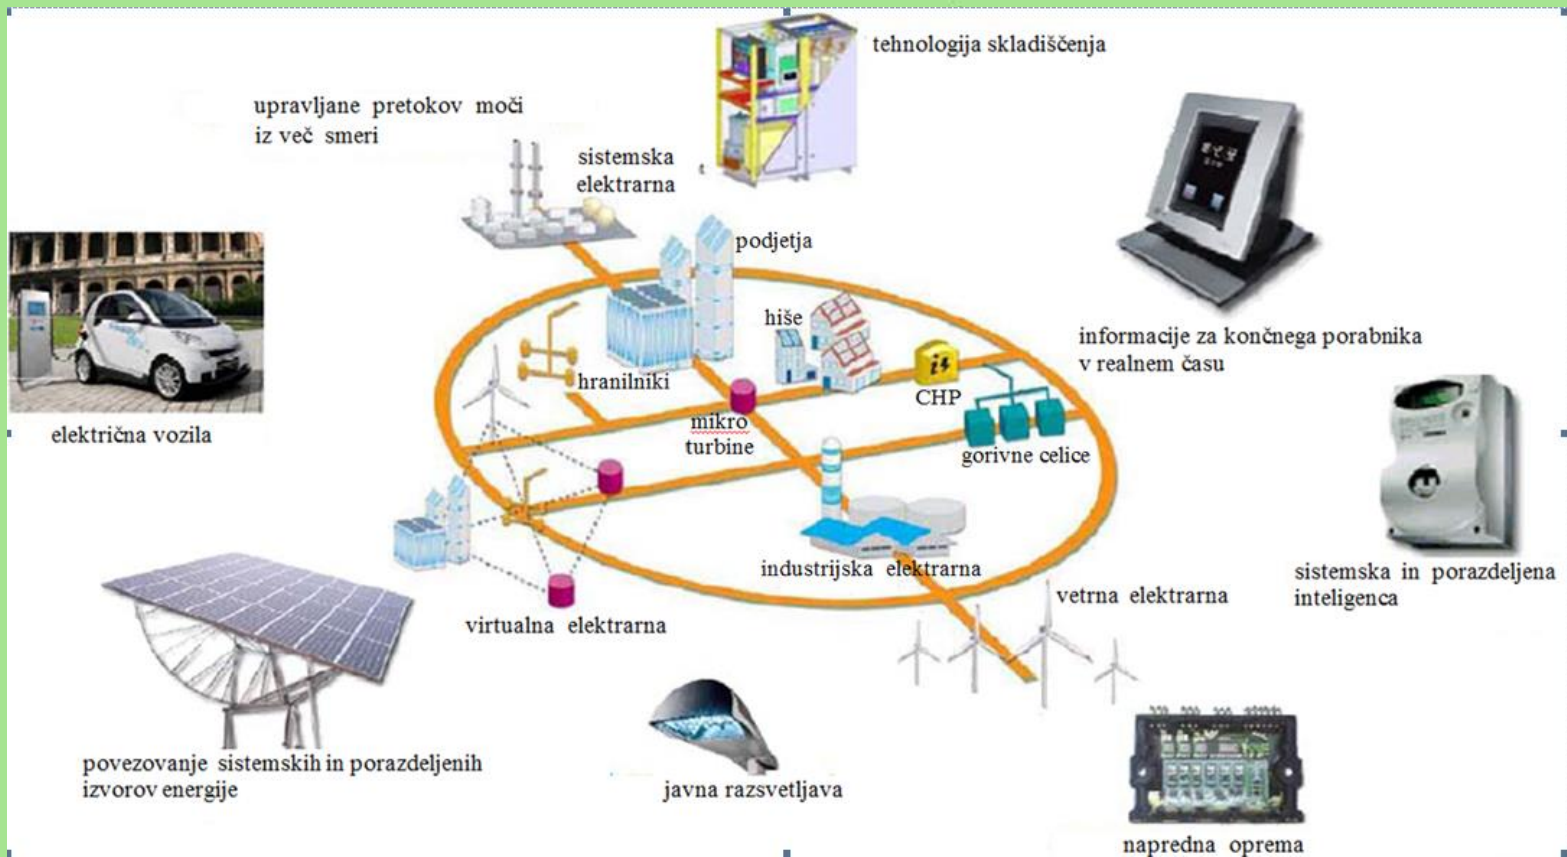 tehnologija skladiščenja
upravljane pretokov moči
iz več smeri
sistemska
elektrarna
t
podjetja
hiše
informacije za končnega porabnika
v realnem času
hranilniki
CHP
mikro
turbine
električna vozila
gorivne celice
industrijska elektrarna
sistemska in porazdeljena
inteligenca
vetrna elektrarna
virtualna elektrarna
povezovanje sistemskih in porazdeljenih
izvorov energije
javna razsvetljava
napredna oprema